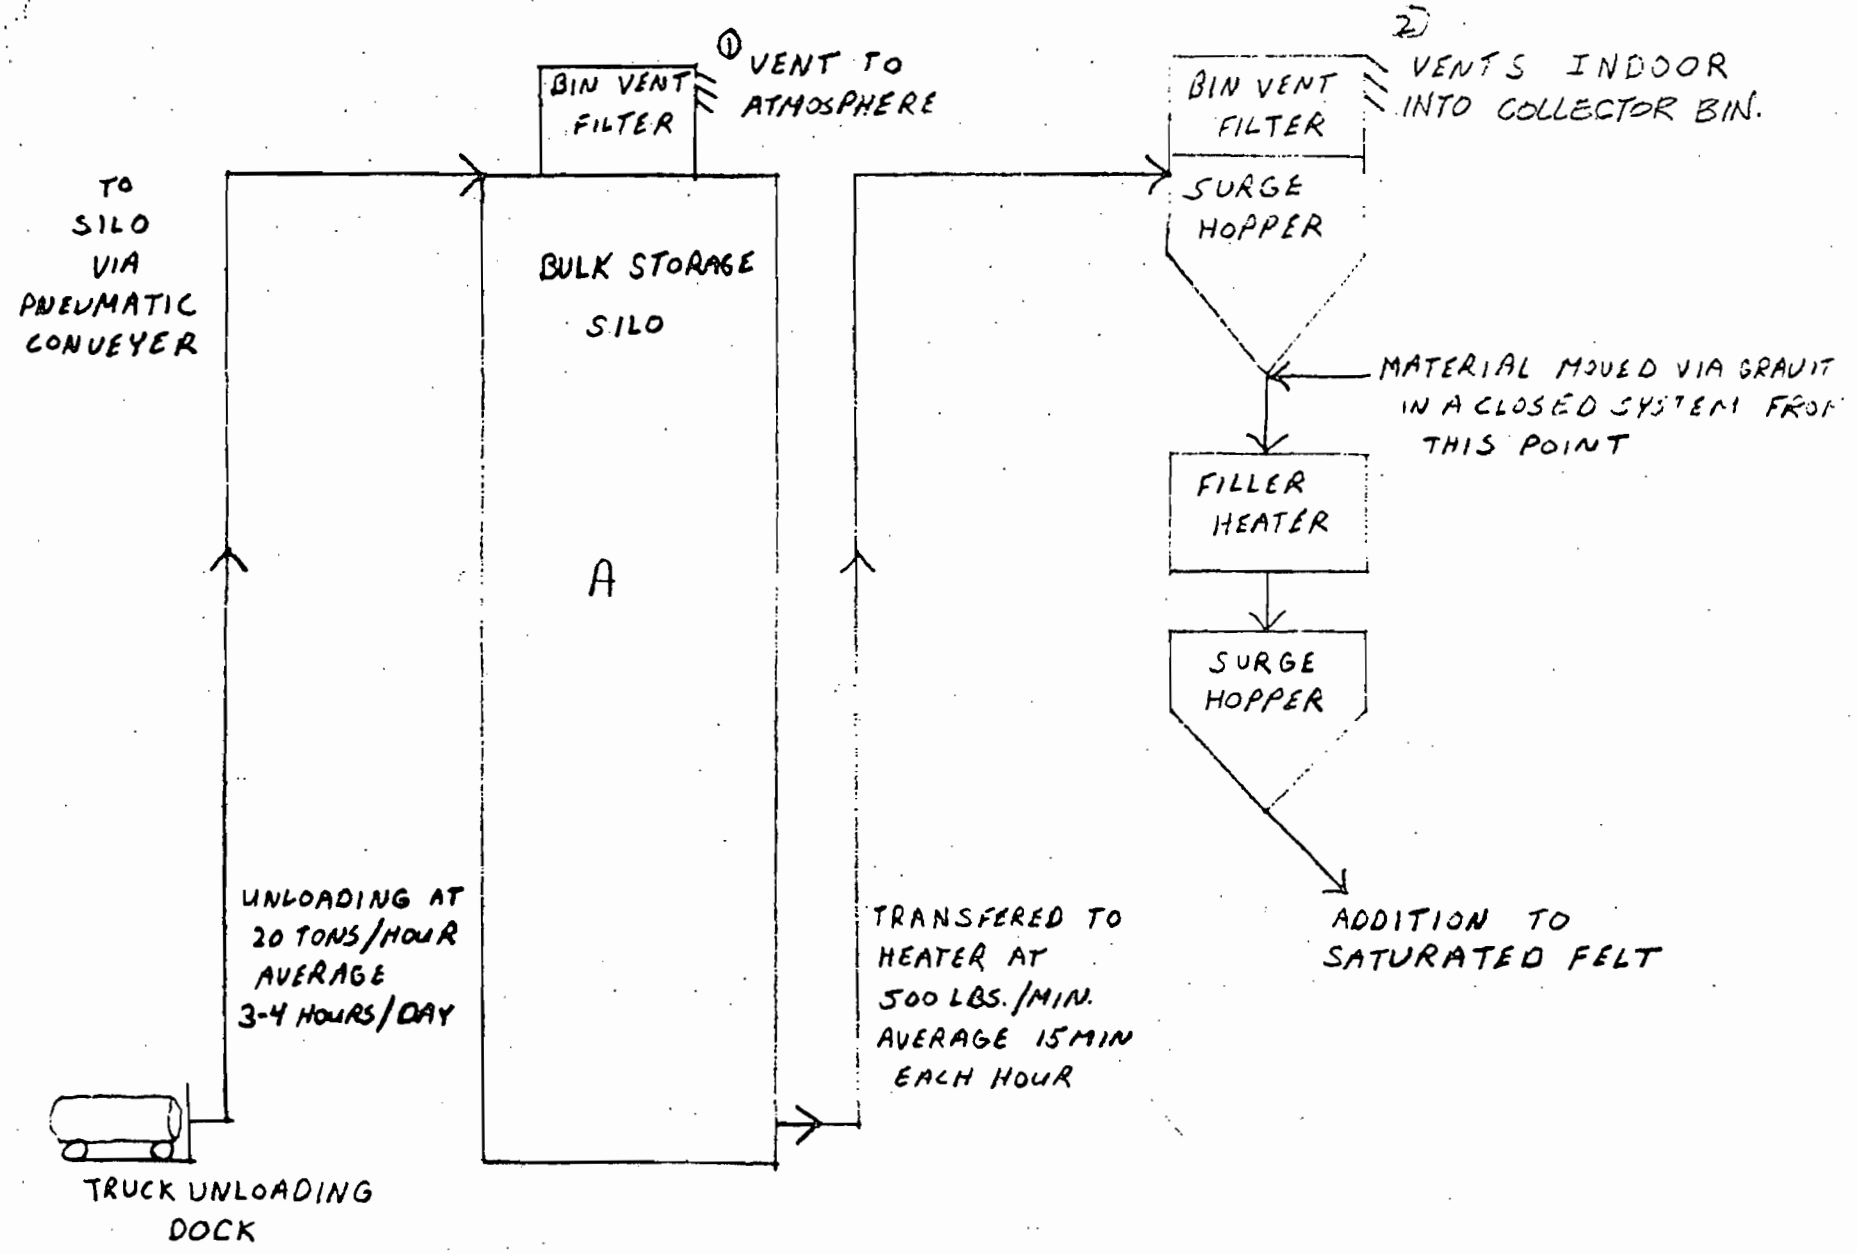 TO
SILO
VIA
PNEUMATIC
CONVEYER
BIN VENT
FILTER
①
VENT TO
ATMOSPHERE
BULK STORAGE
SILO
A
UNLOADING AT
20 TONS/HOUR
AVERAGE
3-4 HOURS/DAY
TRUCK UNLOADING
DOCK
TRANSFERED TO
HEATER AT
500 LBS./MIN.
AVERAGE 15 MIN
EACH HOUR
2
VENTS INDOOR
INTO COLLECTOR BIN.
BIN VENT
FILTER
SURGE
HOPPER
MATERIAL MOVED VIA GRAVIT
IN A CLOSED SYSTEM FROM
THIS POINT
FILLER
HEATER
SURGE
HOPPER
ADDITION TO
SATURATED FELT